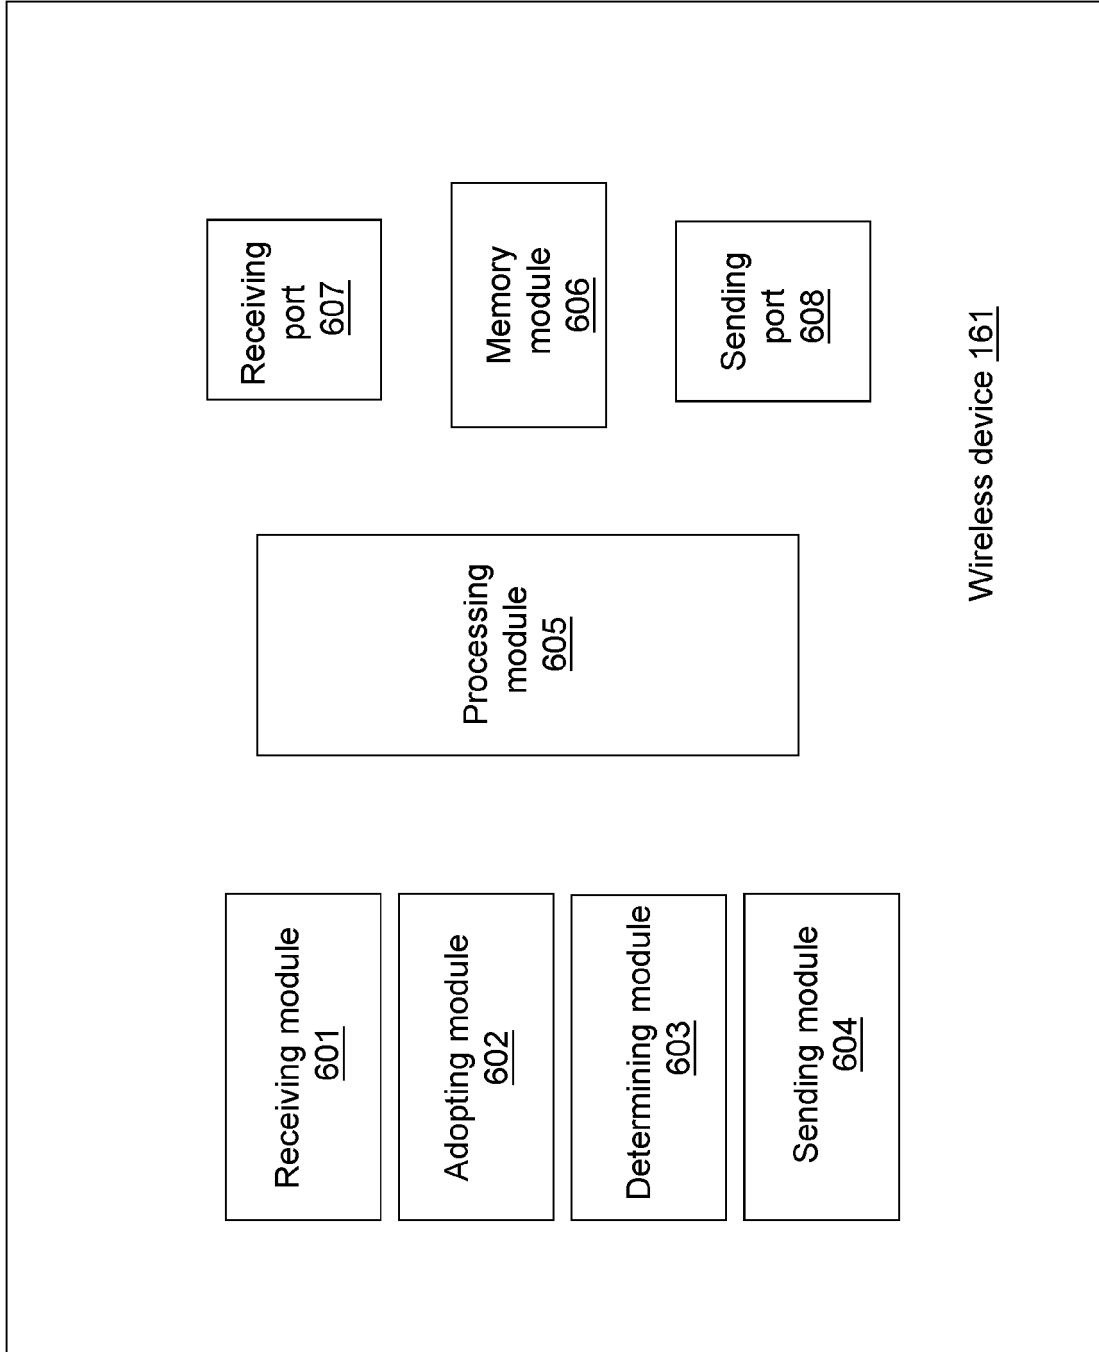 Receiving module
601
Adopting module
602
Determining module
603
Sending module
604
Processing
module
605
Receiving
port
607
Memory
module
606
Sending
port
608
Wireless device 161